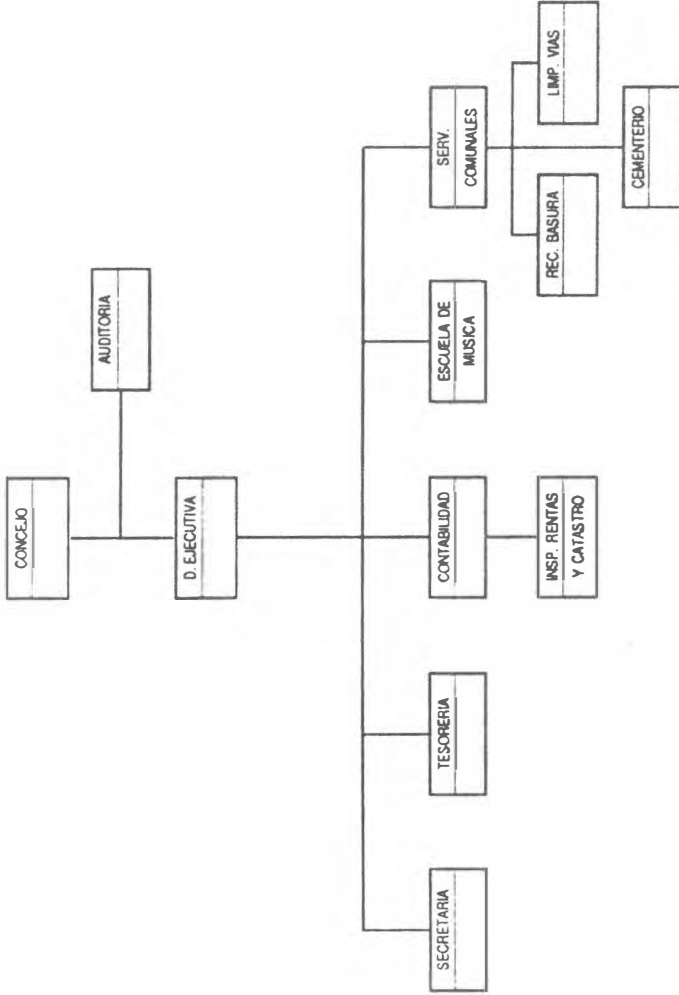 CONCEJO
AUDITORIA
D. EJECUTIVA
SECRETARIA
TESORERIA
CONTABILIDAD
ESCUELA DE
MUSICA
SERV.
COMUNALES
INSP. RENTAS
Y CATASTRO
REC. BASURA
LIMP. VIAS
CEMENTERIO